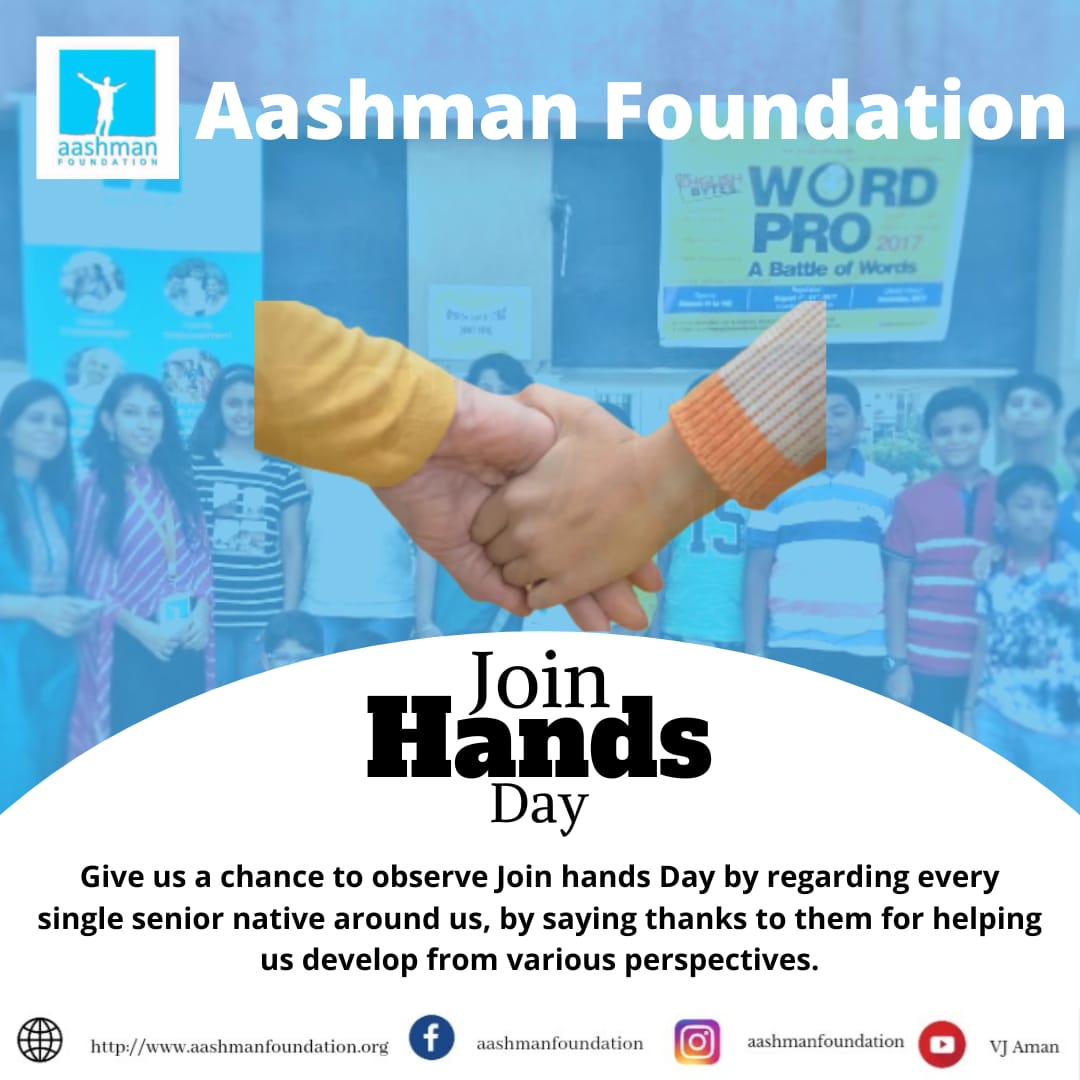 aashman
FOUNDATION
Aashman Foundation
ENGLISH
BYTES
WORD
PRO 2017
A Battle of Words
Join
Hands
Day
Give us a chance to observe Join hands Day by regarding every
single senior native around us, by saying thanks to them for helping
us develop from various perspectives.
http://www.aashmanfoundation.org
aashmanfoundation
aashmanfoundation
VJ Aman